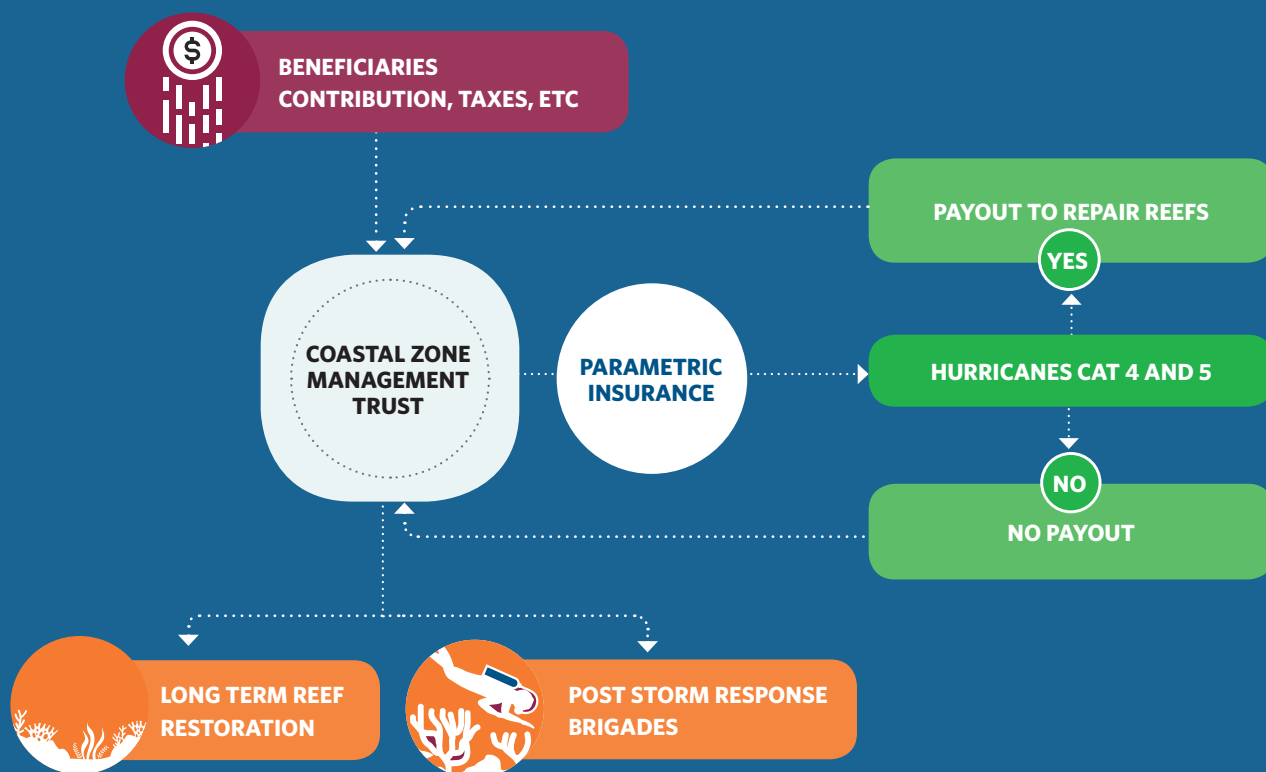 $
BENEFICIARIES
CONTRIBUTION, TAXES, ETC
PAYOUT TO REPAIR REEFS
YES
COASTAL ZONE
MANAGEMENT
TRUST
PARAMETRIC
INSURANCE
HURRICANES CAT 4 AND 5
NO
NO PAYOUT
LONG TERM REEF
RESTORATION
POST STORM RESPONSE
BRIGADES